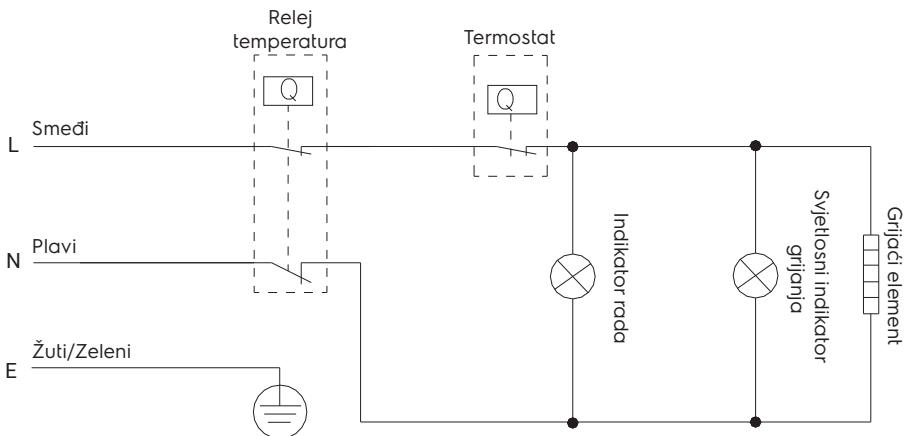 Relej
temperatura
Termostat
Q
Q
L
Smeđi
N
Plavi
E
Žuti/Zeleni
Indikator rada
Svjetlosni indikator
grijanja
Grijaći element